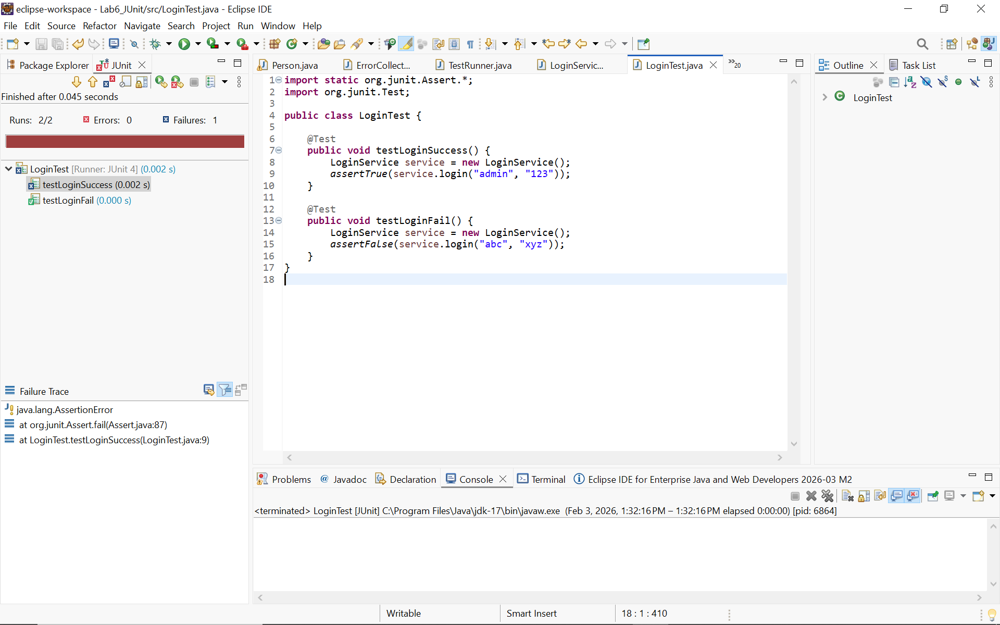 eclipse-workspace - Lab6_JUnit/src/LoginTest.java - Eclipse IDE
File Edit Source Refactor Navigate Search Project Run Window Help
Package Explorer JUnit
Finished after 0.045 seconds
Runs: 2/2 Errors: 0 Failures: 1
LoginTest [Runner: JUnit 4] (0.002 s)
testLoginSuccess (0.002 s)
testLoginFail (0.000 s)
Failure Trace
java.lang.AssertionError
at org.junit.Assert.fail(Assert.java:87)
at LoginTest.testLoginSuccess(LoginTest.java:9)
Person.java ErrorCollect... TestRunner.java LoginServic... LoginTest.java »20
1 import static org.junit.Assert.*;
2 import org.junit.Test;
3
4 public class LoginTest {
5
6 @Test
7 public void testLoginSuccess() {
8 LoginService service = new LoginService();
9 assertTrue(service.login("admin", "123"));
10 }
11
12 @Test
13 public void testLoginFail() {
14 LoginService service = new LoginService();
15 assertFalse(service.login("abc", "xyz"));
16 }
17 }
18
Outline Task List
LoginTest
Problems @ Javadoc Declaration Console Terminal Eclipse IDE for Enterprise Java and Web Developers 2026-03 M2
<terminated> LoginTest [JUnit] C:\Program Files\Java\jdk-17\bin\javaw.exe (Feb 3, 2026, 1:32:16 PM – 1:32:16 PM elapsed 0:00:00) [pid: 6864]
Writable Smart Insert 18 : 1 : 410